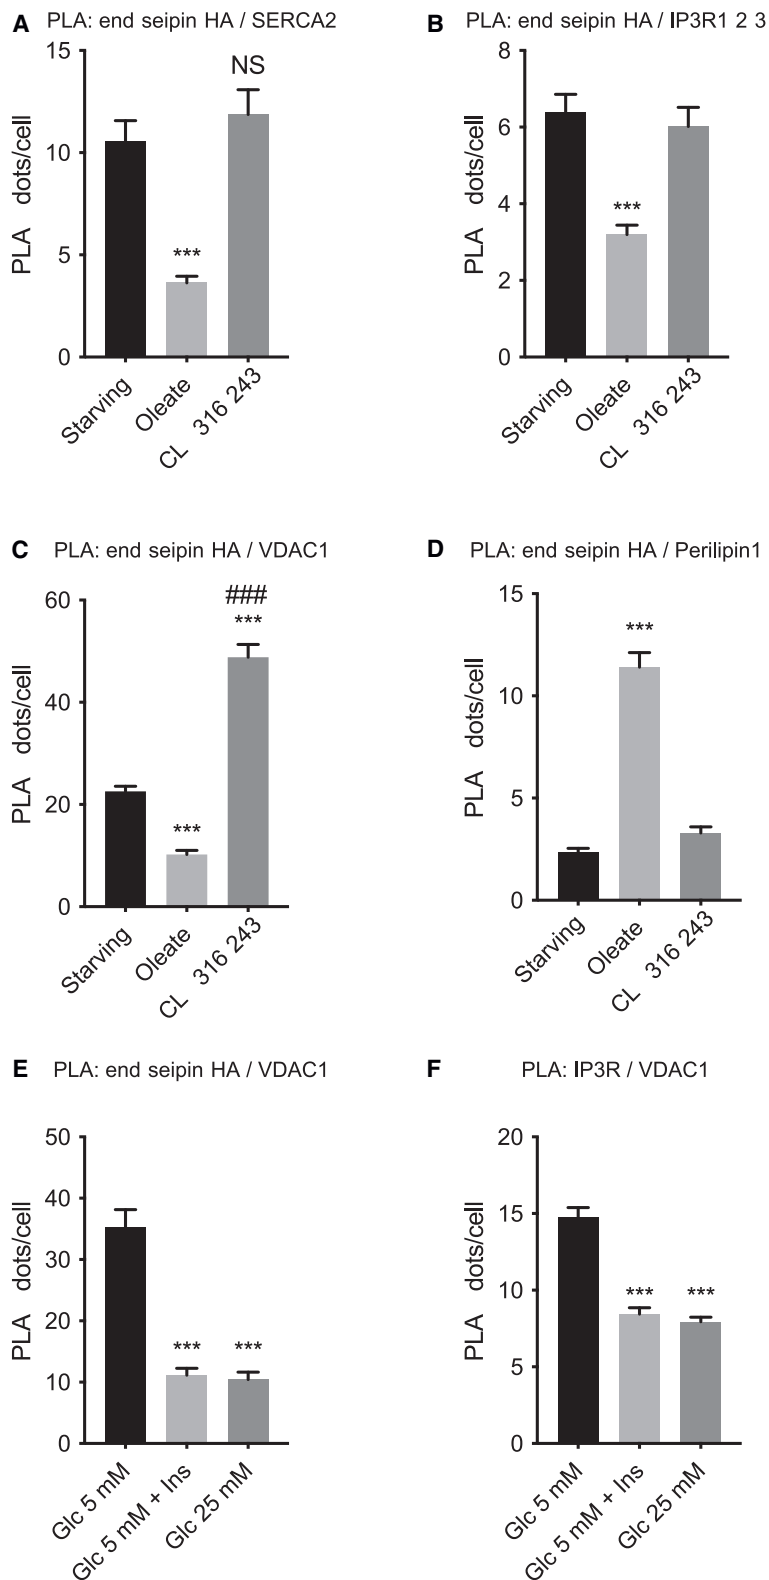 A PLA: end seipin HA / SERCA2
PLA dots/cell
15
10
5
0
NS
***
Starving
Oleate
CL 316 243
B PLA: end seipin HA / IP3R1 2 3
PLA dots/cell
8
6
4
2
0
***
Starving
Oleate
CL 316 243
C PLA: end seipin HA / VDAC1
PLA dots/cell
60
40
20
0
***
###
***
Starving
Oleate
CL 316 243
D PLA: end seipin HA / Perilipin1
PLA dots/cell
15
10
5
0
***
Starving
Oleate
CL 316 243
E PLA: end seipin HA / VDAC1
PLA dots/cell
50
40
30
20
10
0
***
***
Glc 5 mM
Glc 5 mM + Ins
Glc 25 mM
F PLA: IP3R / VDAC1
PLA dots/cell
20
15
10
5
0
***
***
Glc 5 mM
Glc 5 mM + Ins
Glc 25 mM